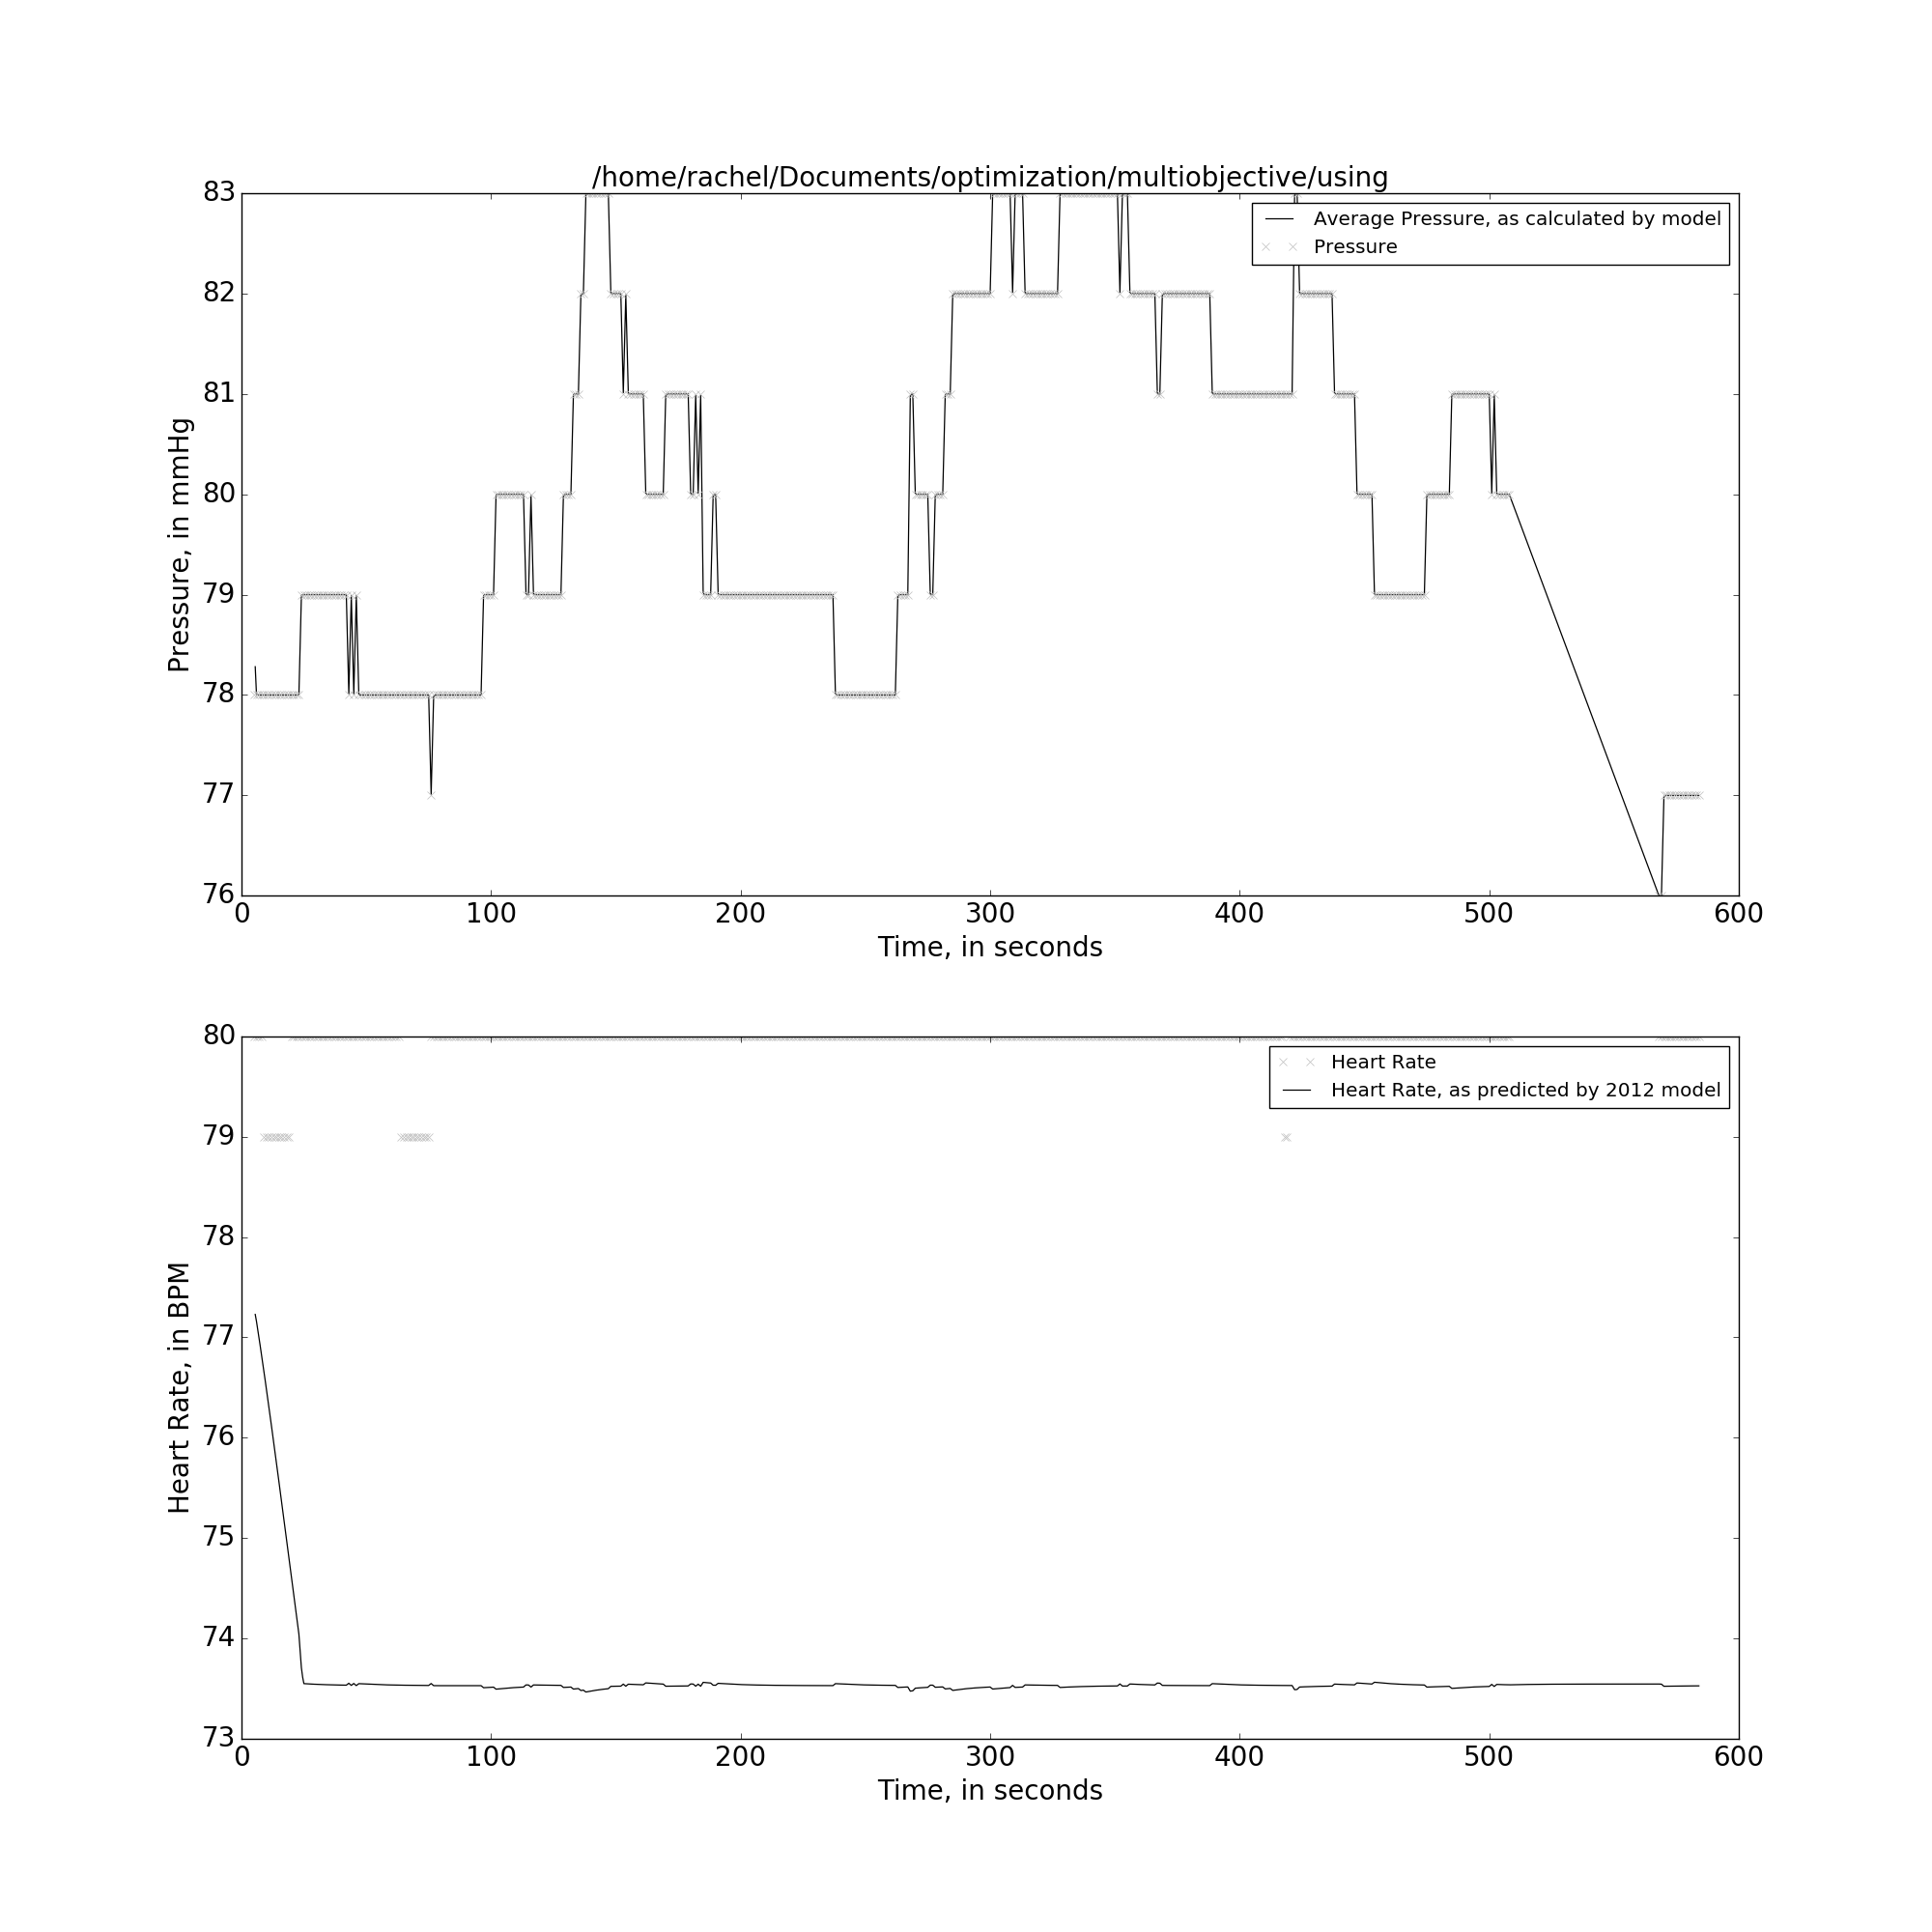 /home/rachel/Documents/optimization/multiobjective/using
83
82
81
80
79
78
77
76
Pressure, in mmHg
Average Pressure, as calculated by model
Pressure
0 100 200 300 400 500 600
Time, in seconds
80
79
78
77
76
75
74
73
Heart Rate, in BPM
Heart Rate
Heart Rate, as predicted by 2012 model
0 100 200 300 400 500 600
Time, in seconds